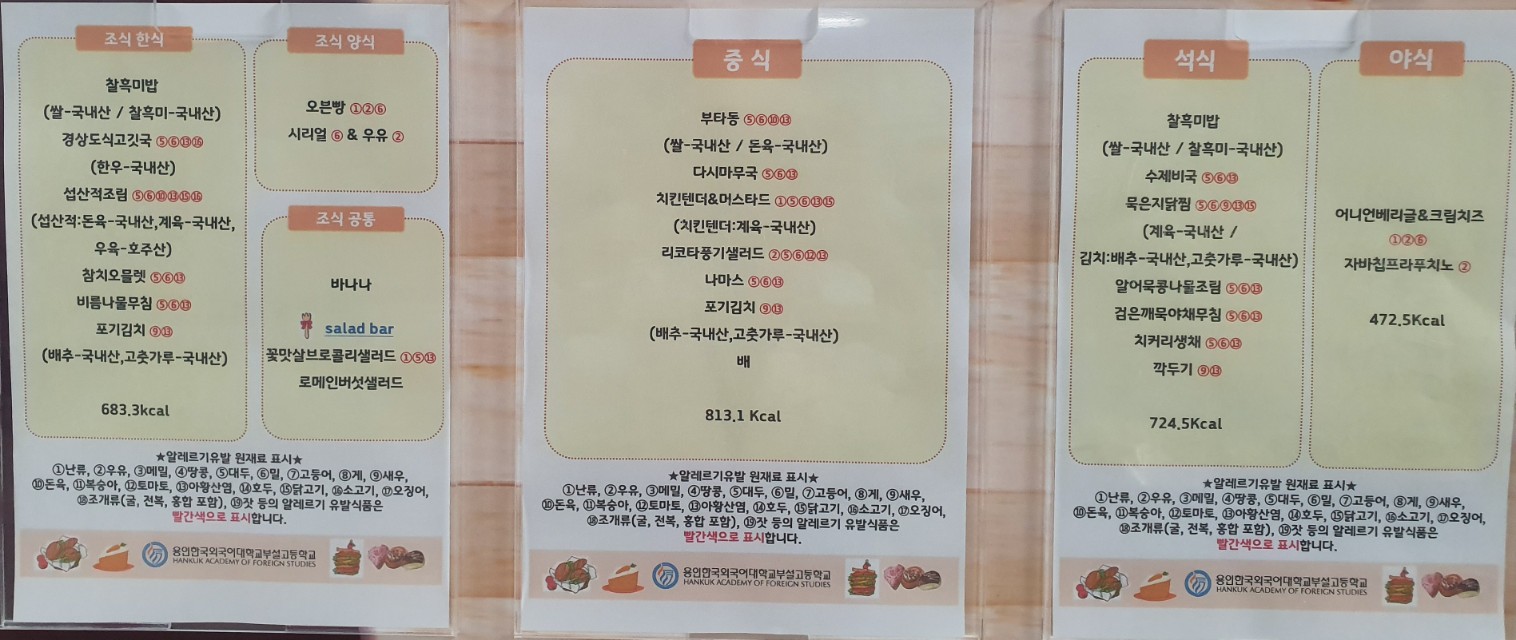 조식 한식
찰흑미밥
(쌀-국내산 / 찰흑미-국내산)
경상도식고깃국 ⑤⑥⑬⑯
(한우-국내산)
섭산적조림 ⑤⑥⑩⑬⑮⑯
(섭산적:돈육-국내산,계육-국내산,
우육-호주산)
참치오믈렛 ⑤⑥⑬
비름나물무침 ⑤⑥⑬
포기김치 ⑨⑬
(배추-국내산,고춧가루-국내산)
683.3kcal
조식 양식
오븐빵 ①②⑥
시리얼 ⑥ & 우유 ②
조식 공통
바나나
salad bar
꽃맛살브로콜리샐러드 ①⑤⑬
로메인버섯샐러드
★알레르기유발 원재료 표시★
①난류, ②우유, ③메밀, ④땅콩, ⑤대두, ⑥밀, ⑦고등어, ⑧게, ⑨새우,
⑩돈육, ⑪복숭아, ⑫토마토, ⑬아황산염, ⑭호두, ⑮닭고기, ⑯소고기, ⑰오징어,
⑱조개류(굴, 전복, 홍합 포함), ⑲잣 등의 알레르기 유발식품은
빨간색으로 표시합니다.
용인한국외국어대학교부설고등학교
HANKUK ACADEMY OF FOREIGN STUDIES
중 식
부타동 ⑤⑥⑩⑬
(쌀-국내산 / 돈육-국내산)
다시마무국 ⑤⑥⑬
치킨텐더&머스타드 ①⑤⑥⑬⑮
(치킨텐더:계육-국내산)
리코타풍기샐러드 ②⑤⑥⑫⑬
나마스 ⑤⑥⑬
포기김치 ⑨⑬
(배추-국내산,고춧가루-국내산)
배
813.1 Kcal
★알레르기유발 원재료 표시★
①난류, ②우유, ③메밀, ④땅콩, ⑤대두, ⑥밀, ⑦고등어, ⑧게, ⑨새우,
⑩돈육, ⑪복숭아, ⑫토마토, ⑬아황산염, ⑭호두, ⑮닭고기, ⑯소고기, ⑰오징어,
⑱조개류(굴, 전복, 홍합 포함), ⑲잣 등의 알레르기 유발식품은
빨간색으로 표시합니다.
용인한국외국어대학교부설고등학교
HANKUK ACADEMY OF FOREIGN STUDIES
석식
찰흑미밥
(쌀-국내산 / 찰흑미-국내산)
수제비국 ⑤⑥⑬
묵은지닭찜 ⑤⑥⑨⑬⑮
(계육-국내산 /
김치:배추-국내산,고춧가루-국내산)
알어묵콩나물조림 ⑤⑥⑬
검은깨묵야채무침 ⑤⑥⑬
치커리생채 ⑤⑥⑬
깍두기 ⑨⑬
724.5Kcal
야식
어니언베리글&크림치즈
①②⑥
자바칩프라푸치노 ②
472.5Kcal
★알레르기유발 원재료 표시★
①난류, ②우유, ③메밀, ④땅콩, ⑤대두, ⑥밀, ⑦고등어, ⑧게, ⑨새우,
⑩돈육, ⑪복숭아, ⑫토마토, ⑬아황산염, ⑭호두, ⑮닭고기, ⑯소고기, ⑰오징어,
⑱조개류(굴, 전복, 홍합 포함), ⑲잣 등의 알레르기 유발식품은
빨간색으로 표시합니다.
용인한국외국어대학교부설고등학교
HANKUK ACADEMY OF FOREIGN STUDIES